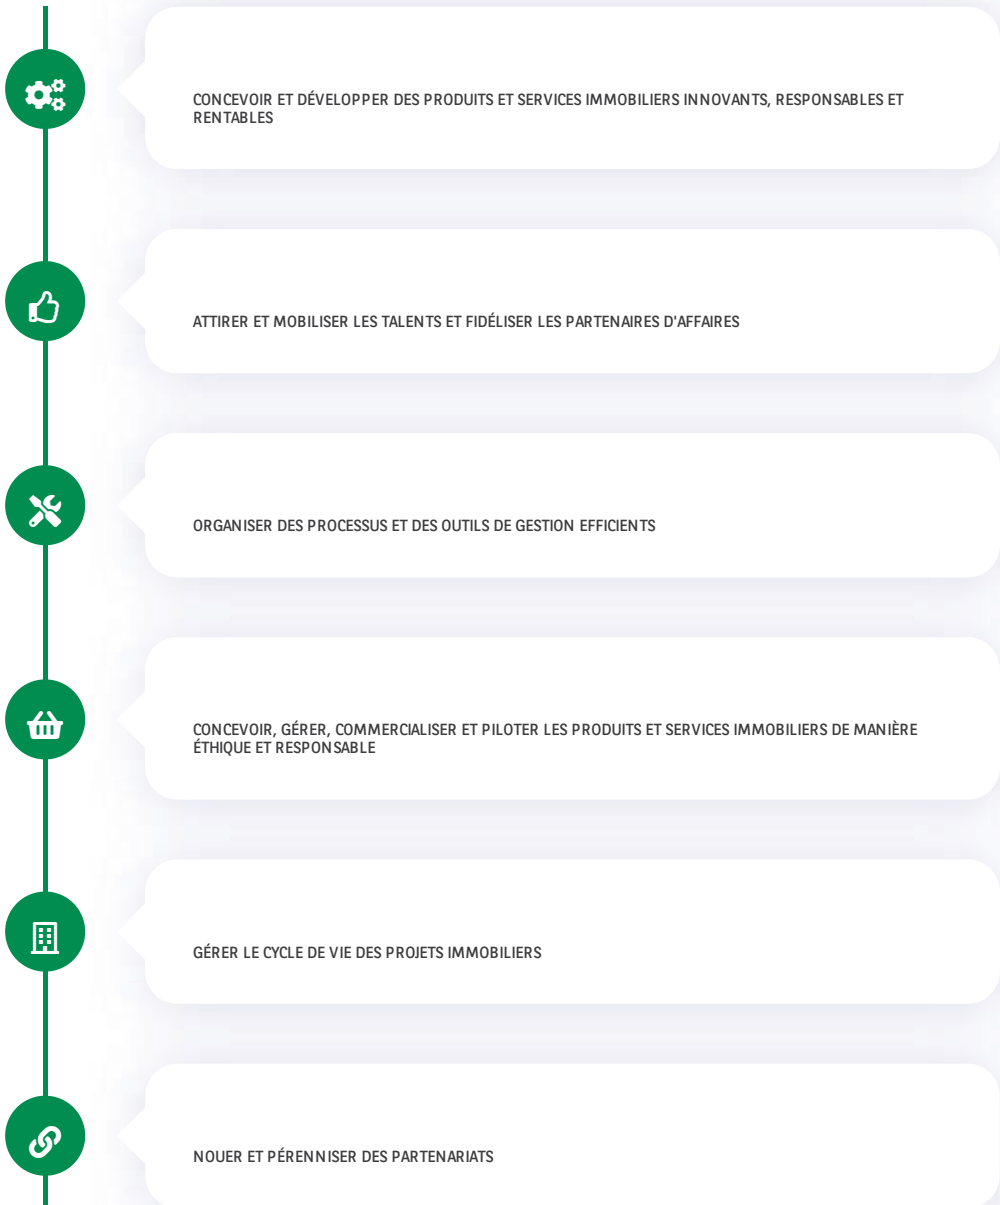 CONCEVOIR ET DÉVELOPPER DES PRODUITS ET SERVICES IMMOBILIERS INNOVANTS, RESPONSABLES ET
RENTABLES
ATTIRER ET MOBILISER LES TALENTS ET FIDÉLISER LES PARTENAIRES D'AFFAIRES
ORGANISER DES PROCESSUS ET DES OUTILS DE GESTION EFFICIENTS
CONCEVOIR, GÉRER, COMMERCIALISER ET PILOTER LES PRODUITS ET SERVICES IMMOBILIERS DE MANIÈRE
ÉTHIQUE ET RESPONSABLE
GÉRER LE CYCLE DE VIE DES PROJETS IMMOBILIERS
NOUER ET PÉRENNISER DES PARTENARIATS